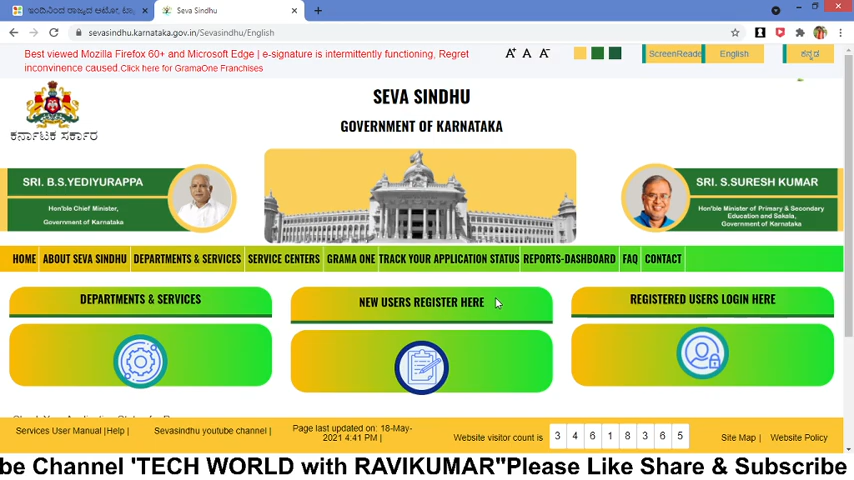 ಇಂದಿನಿಂದ ರಾಜ್ಯದ ಆಟೋ, ಟ್ಯಾ
Seva Sindhu
sevasindhu.karnataka.gov.in/Sevasindhu/English
Best viewed Mozilla Firefox 60+ and Microsoft Edge | e-signature is intermittently functioning, Regret
inconvinence caused.Click here for GramaOne Franchises
A+ A A-
ScreenReade
English
ಕನ್ನಡ
ಕರ್ನಾಟಕ ಸರ್ಕಾರ
SEVA SINDHU
GOVERNMENT OF KARNATAKA
SRI. B.S.YEDIYURAPPA
Hon'ble Chief Minister,
Government of Karnataka
SRI. S.SURESH KUMAR
Hon'ble Minister of Primary & Secondary
Education and Sakala,
Government of Karnataka
HOME ABOUT SEVA SINDHU DEPARTMENTS & SERVICES SERVICE CENTERS GRAMA ONE TRACK YOUR APPLICATION STATUS REPORTS-DASHBOARD FAQ CONTACT
DEPARTMENTS & SERVICES
NEW USERS REGISTER HERE
REGISTERED USERS LOGIN HERE
Services User Manual |Help |
Sevasindhu youtube channel |
Page last updated on: 18-May-
2021 4:41 PM |
Website visitor count is
3 4 6 1 8 3 6 5
Site Map |
Website Policy
be Channel 'TECH WORLD with RAVIKUMAR"Please Like Share & Subscribe